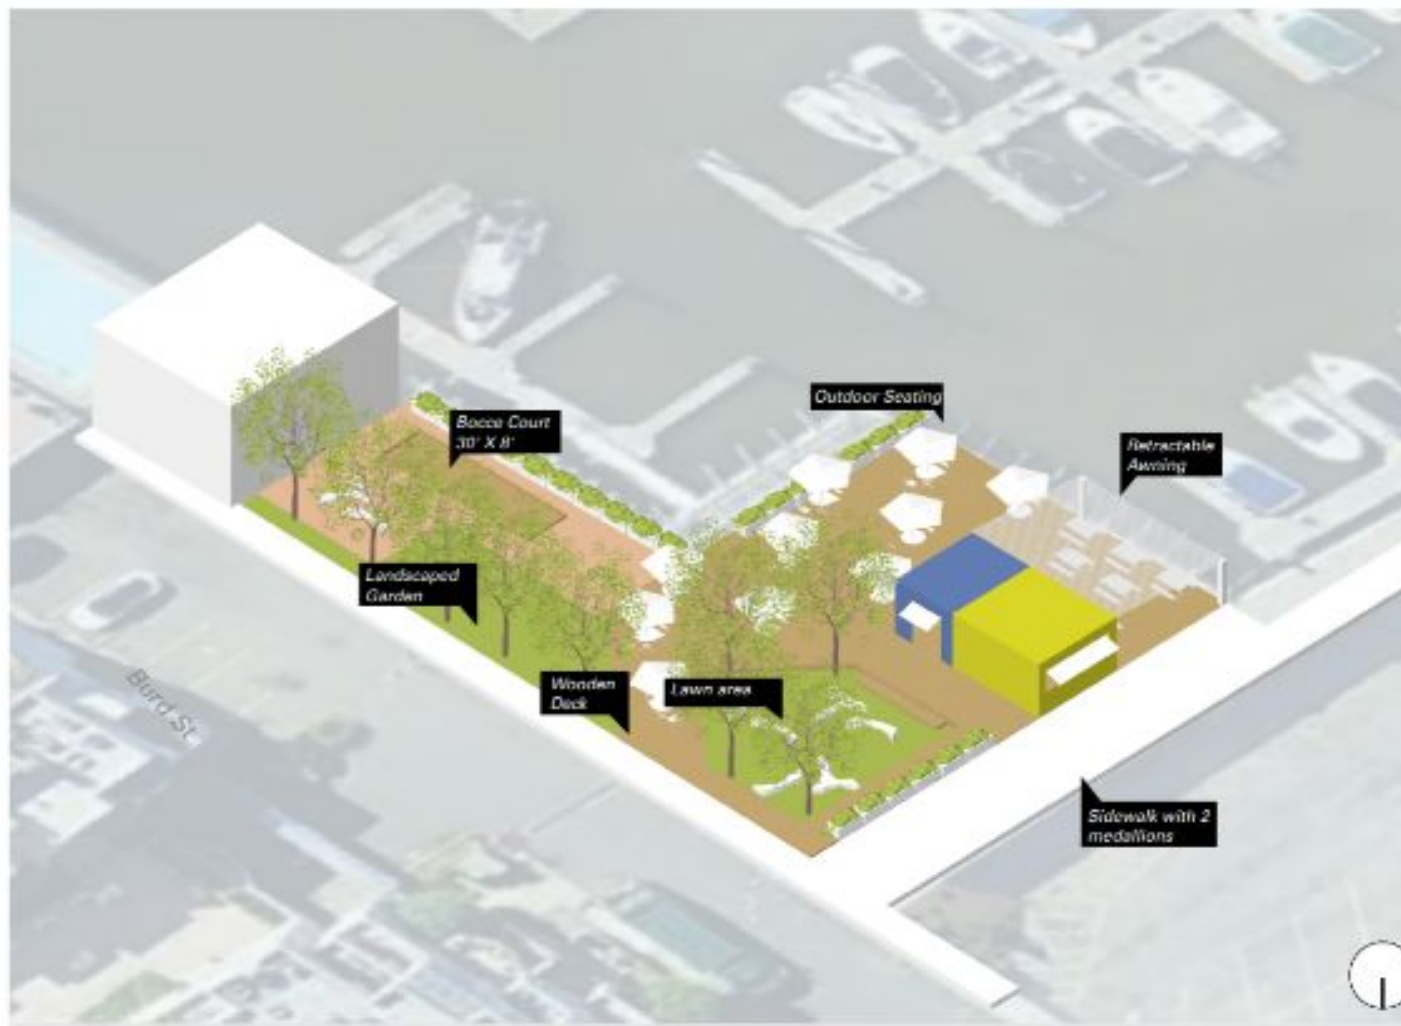 Outdoor Seating
Bocce Court
30' X 8'
Retractable
Awning
Landscaped
Garden
Wooden
Deck
Lawn area
Burd St
Sidewalk with 2
medallions